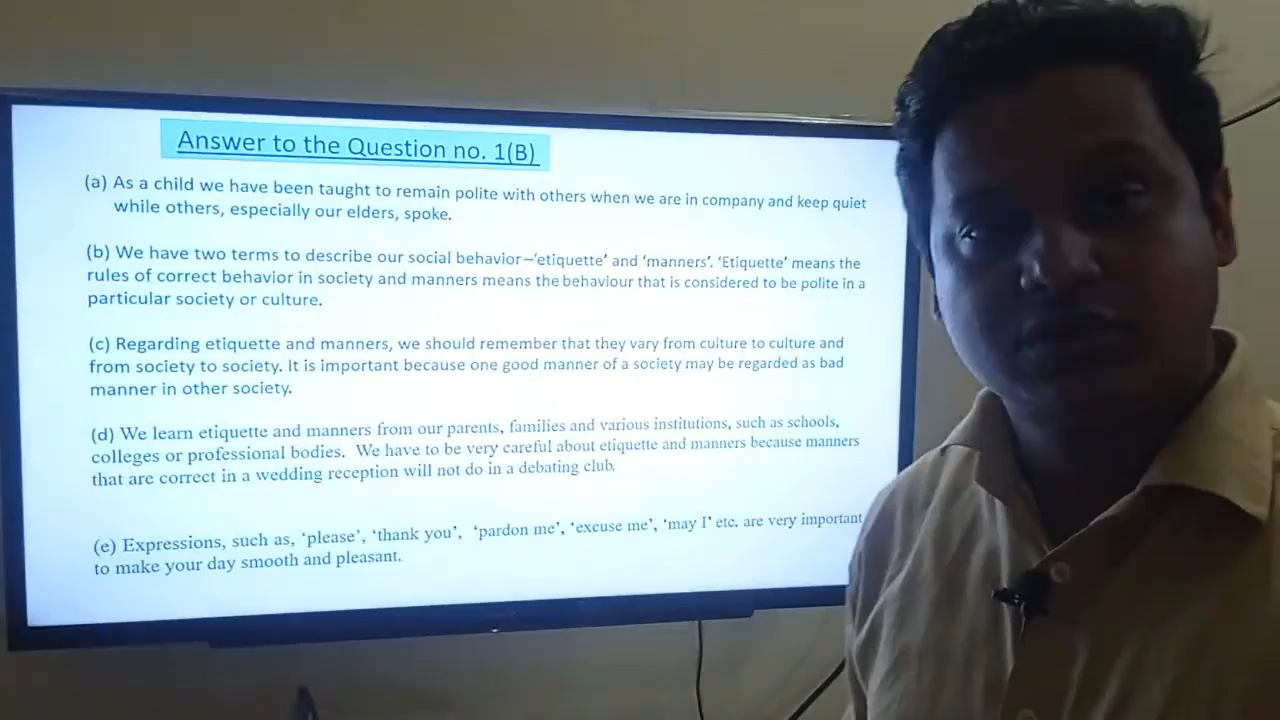 Answer to the Question no. 1(B)
(a) As a child we have been taught to remain polite with others when we are in company and keep quiet
while others, especially our elders, spoke.
(b) We have two terms to describe our social behavior–‘etiquette’ and ‘manners’. ‘Etiquette’ means the
rules of correct behavior in society and manners means the behaviour that is considered to be polite in a
particular society or culture.
(c) Regarding etiquette and manners, we should remember that they vary from culture to culture and
from society to society. It is important because one good manner of a society may be regarded as bad
manner in other society.
(d) We learn etiquette and manners from our parents, families and various institutions, such as schools,
colleges or professional bodies. We have to be very careful about etiquette and manners because manners
that are correct in a wedding reception will not do in a debating club.
(e) Expressions, such as, ‘please’, ‘thank you’, ‘pardon me’, ‘excuse me’, ‘may I’ etc. are very important
to make your day smooth and pleasant.